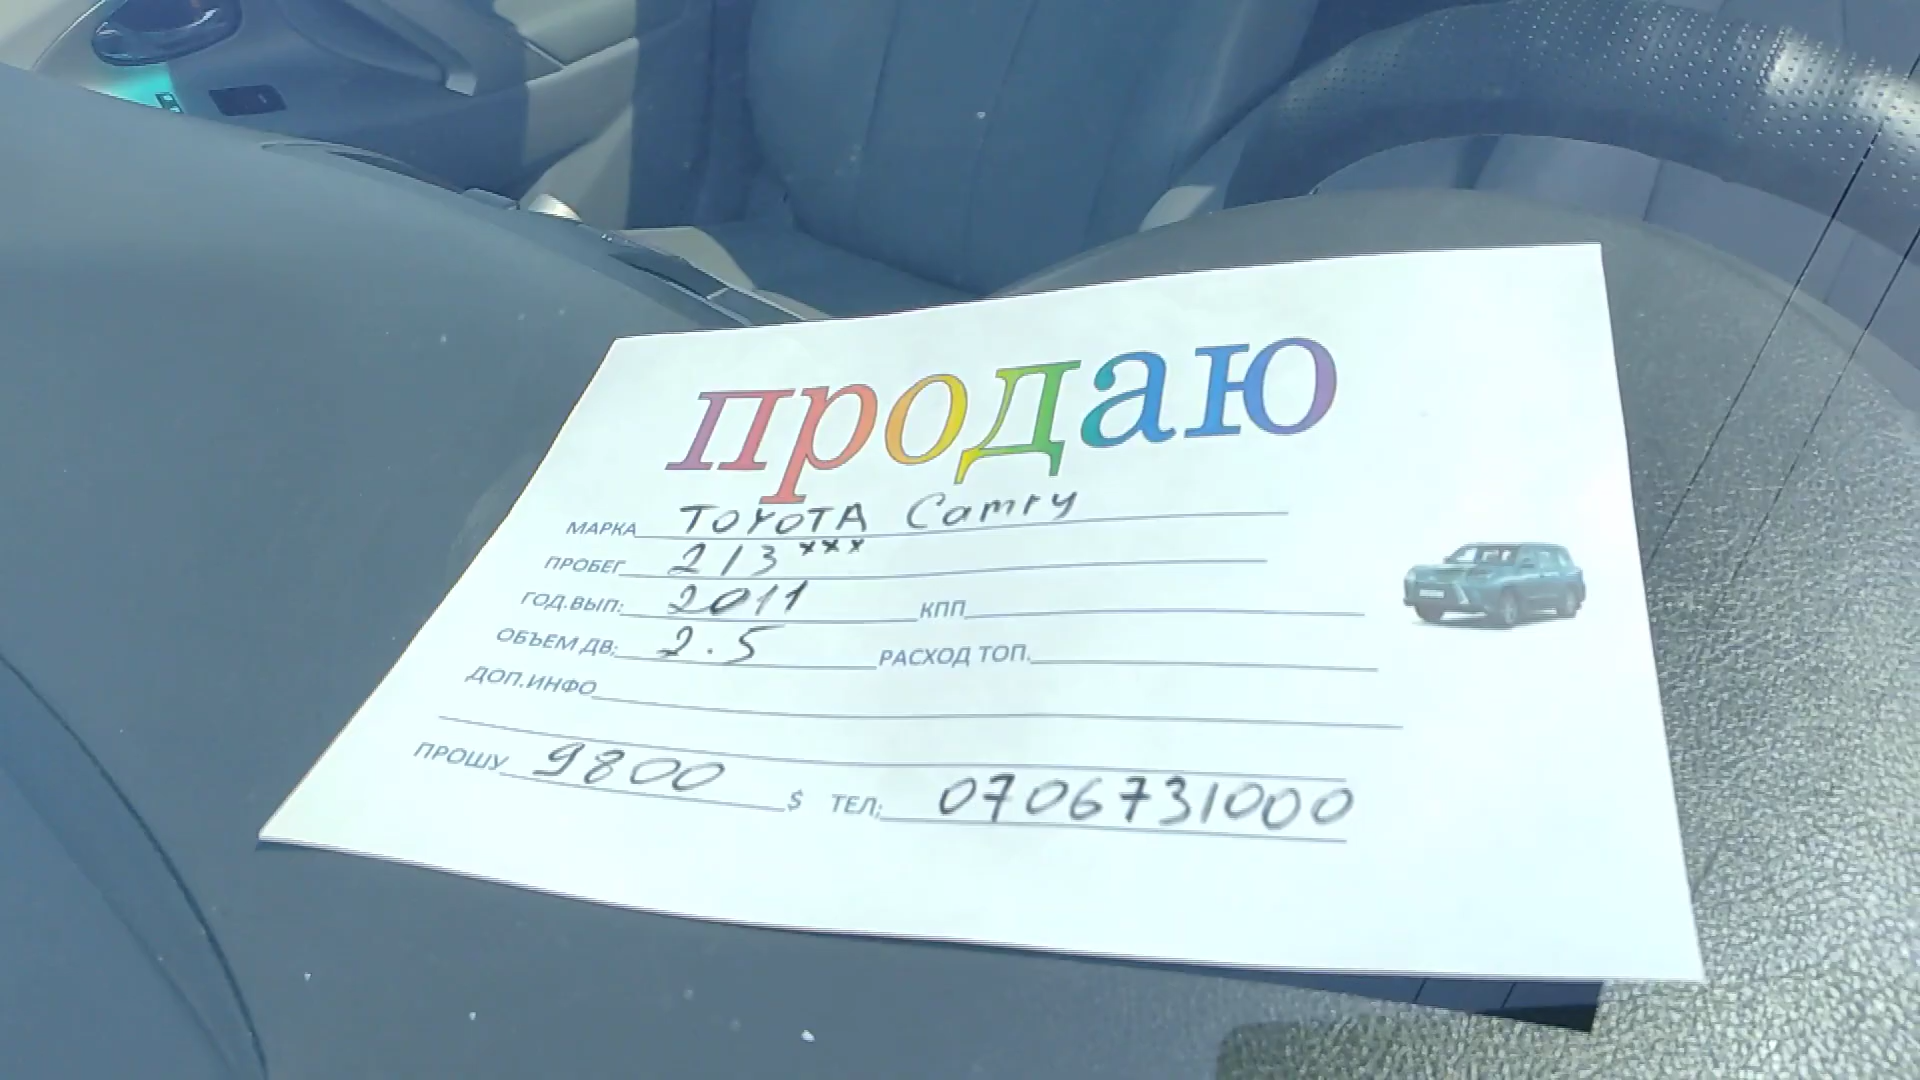 продаю
МАРКА TOYOTA Camry
ПРОБЕГ 213 ***
ГОД.ВЫП: 2011 КПП
ОБЪЕМ ДВ; 2.5 РАСХОД ТОП.
ДОП.ИНФО
ПРОШУ 9800 $ ТЕЛ; 0706731000